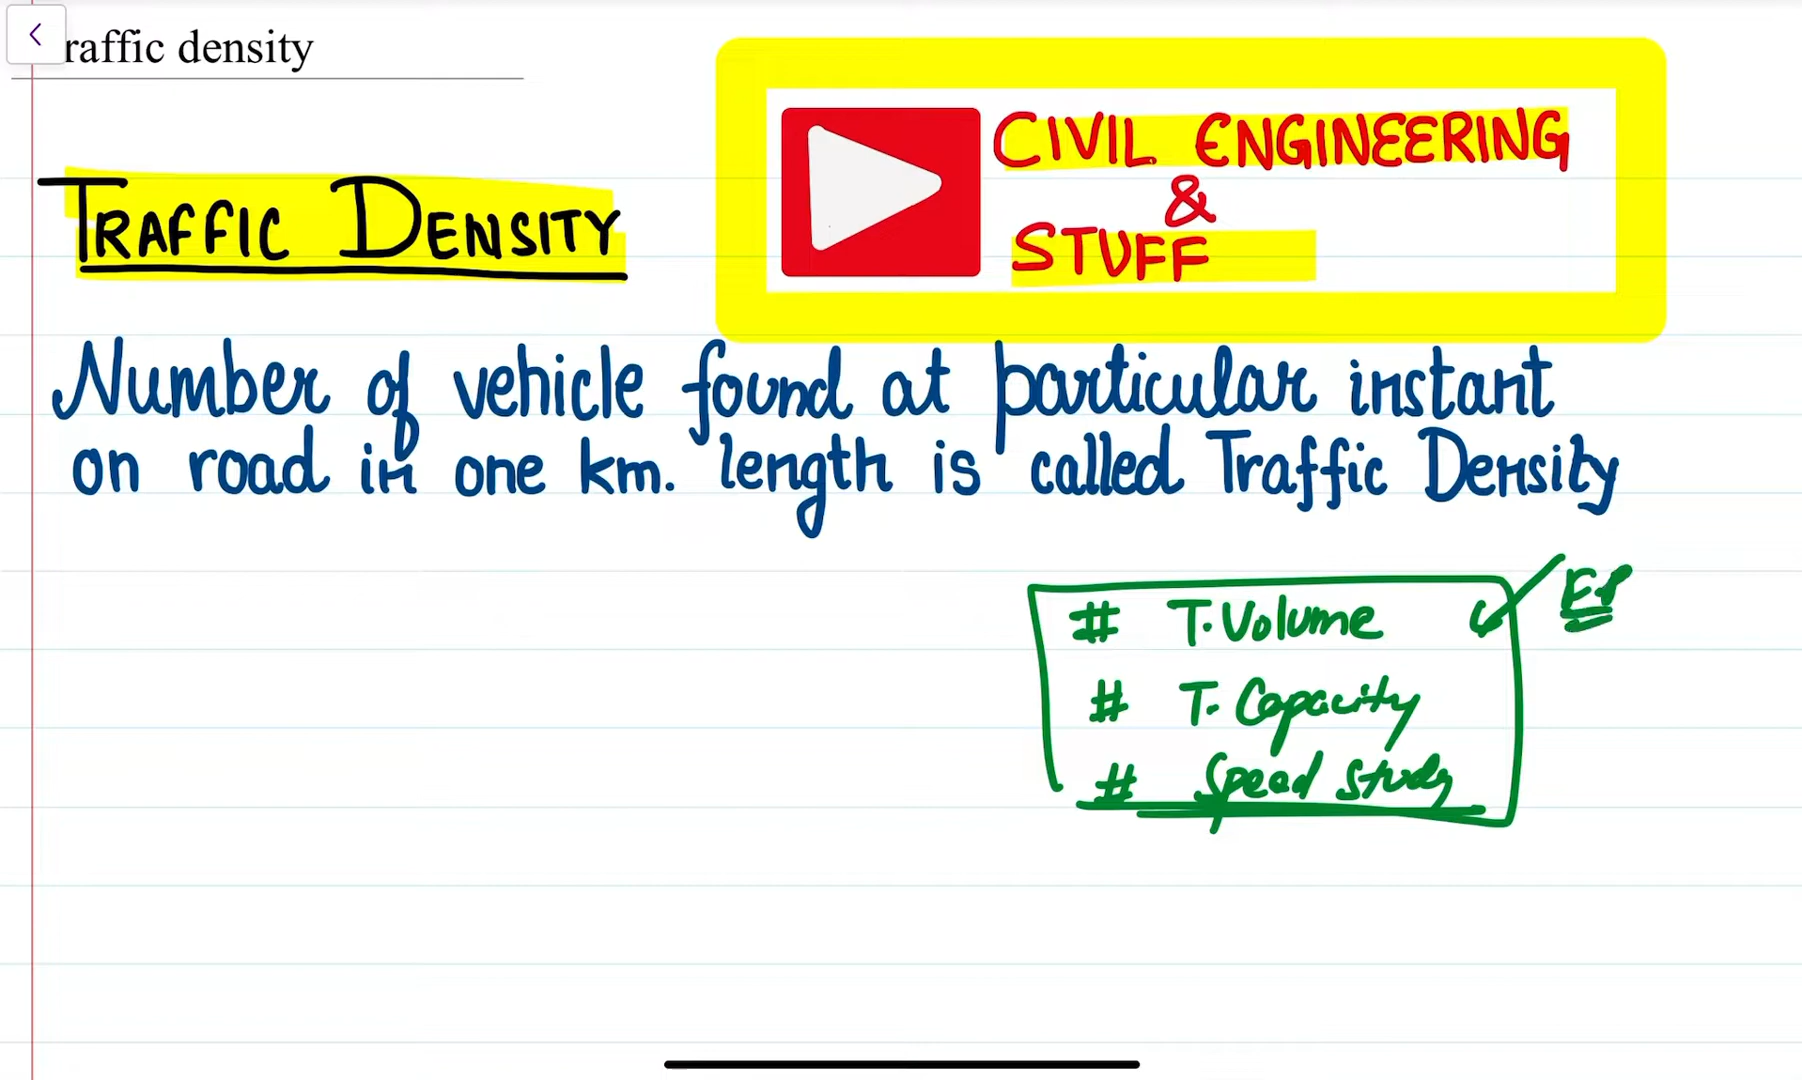 raffic density
TRAFFIC DENSITY
CIVIL ENGINEERING
&
STUFF
Number of vehicle found at particular instant
on road in one km. length is called Traffic Density
# T. Volume
# T. Capacity
# Speed Study